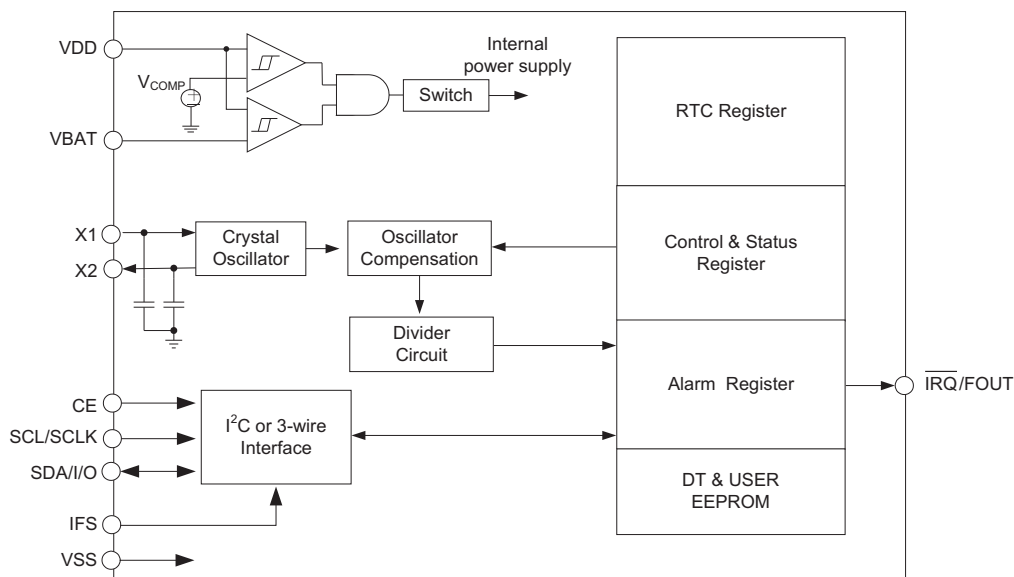 VDD
V_COMP
VBAT
Internal
power supply
Switch
RTC Register
X1
X2
Crystal
Oscillator
Oscillator
Compensation
Control & Status
Register
Divider
Circuit
Alarm Register
IRQ/FOUT
CE
SCL/SCLK
SDA/I/O
IFS
VSS
I²C or 3-wire
Interface
DT & USER
EEPROM